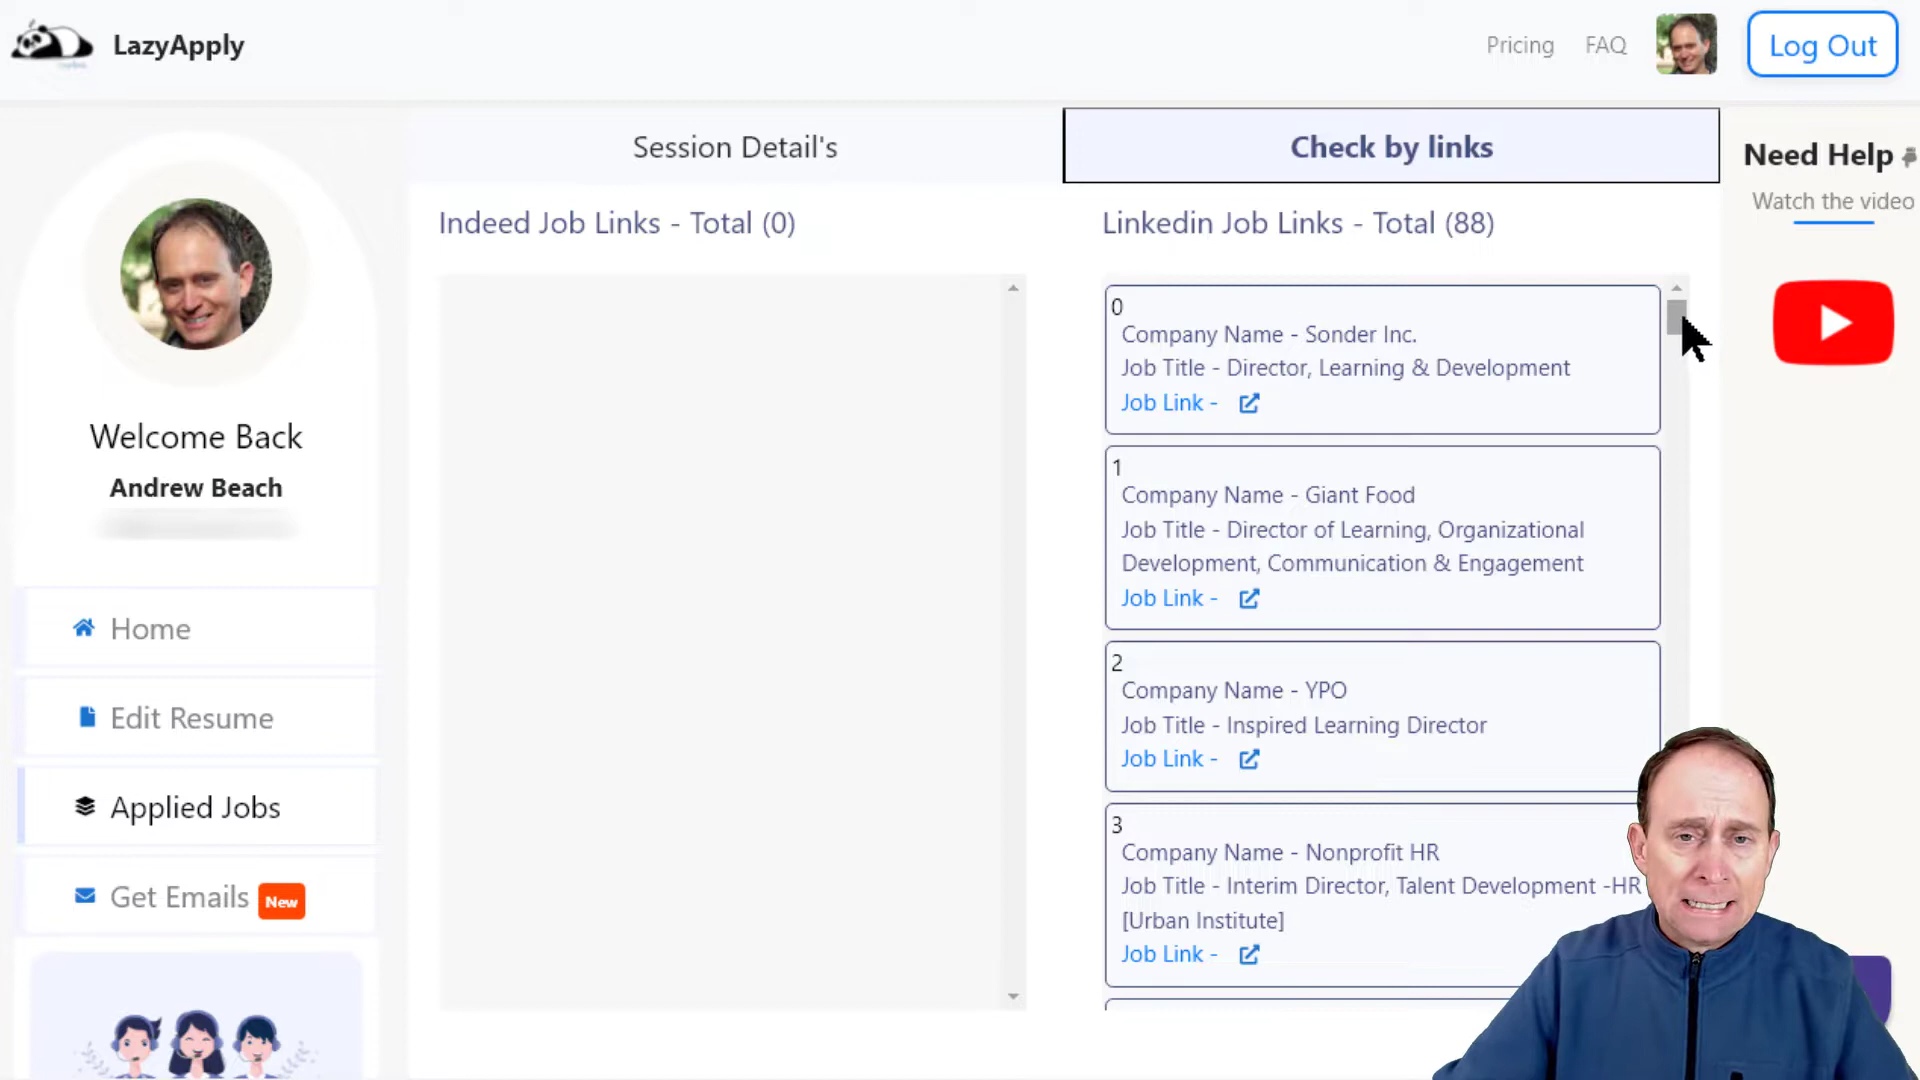 LazyApply
Pricing
FAQ
Log Out
Welcome Back
Andrew Beach
Home
Edit Resume
Applied Jobs
Get Emails New
Session Detail's
Check by links
Indeed Job Links - Total (0)
Linkedin Job Links - Total (88)
0
Company Name - Sonder Inc.
Job Title - Director, Learning & Development
Job Link -
1
Company Name - Giant Food
Job Title - Director of Learning, Organizational
Development, Communication & Engagement
Job Link -
2
Company Name - YPO
Job Title - Inspired Learning Director
Job Link -
3
Company Name - Nonprofit HR
Job Title - Interim Director, Talent Development -HR
[Urban Institute]
Job Link -
Need Help
Watch the video